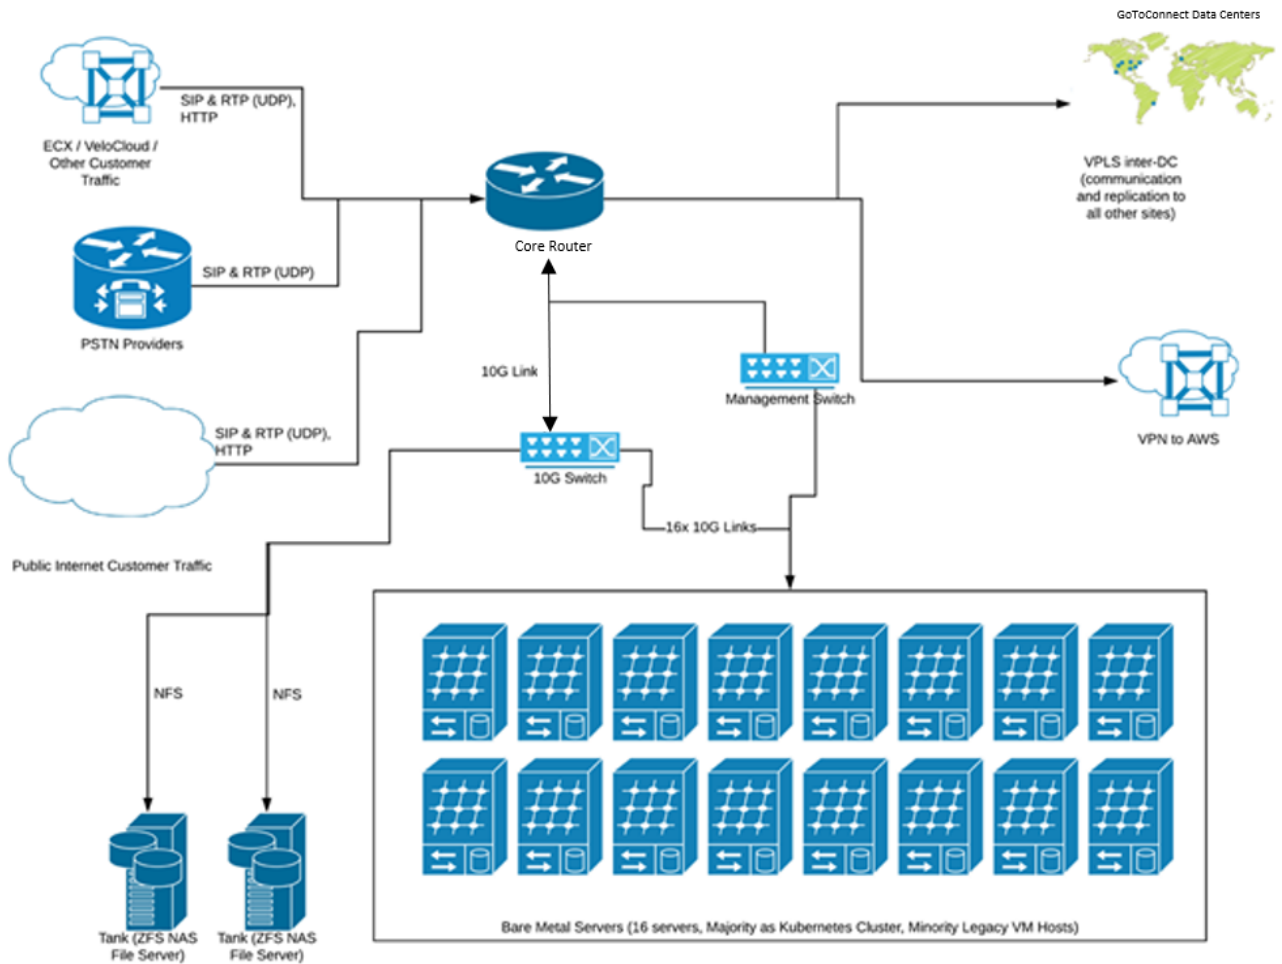 GoToConnect Data Centers
SIP & RTP (UDP),
HTTP
ECX / VeloCloud /
Other Customer
Traffic
VPLS inter-DC
(communication
and replication to
all other sites)
Core Router
SIP & RTP (UDP)
PSTN Providers
10G Link
Management Switch
SIP & RTP (UDP),
HTTP
VPN to AWS
10G Switch
16x 10G Links
Public Internet Customer Traffic
NFS
NFS
Bare Metal Servers (16 servers, Majority as Kubernetes Cluster, Minority Legacy VM Hosts)
Tank (ZFS NAS
File Server)
Tank (ZFS NAS
File Server)